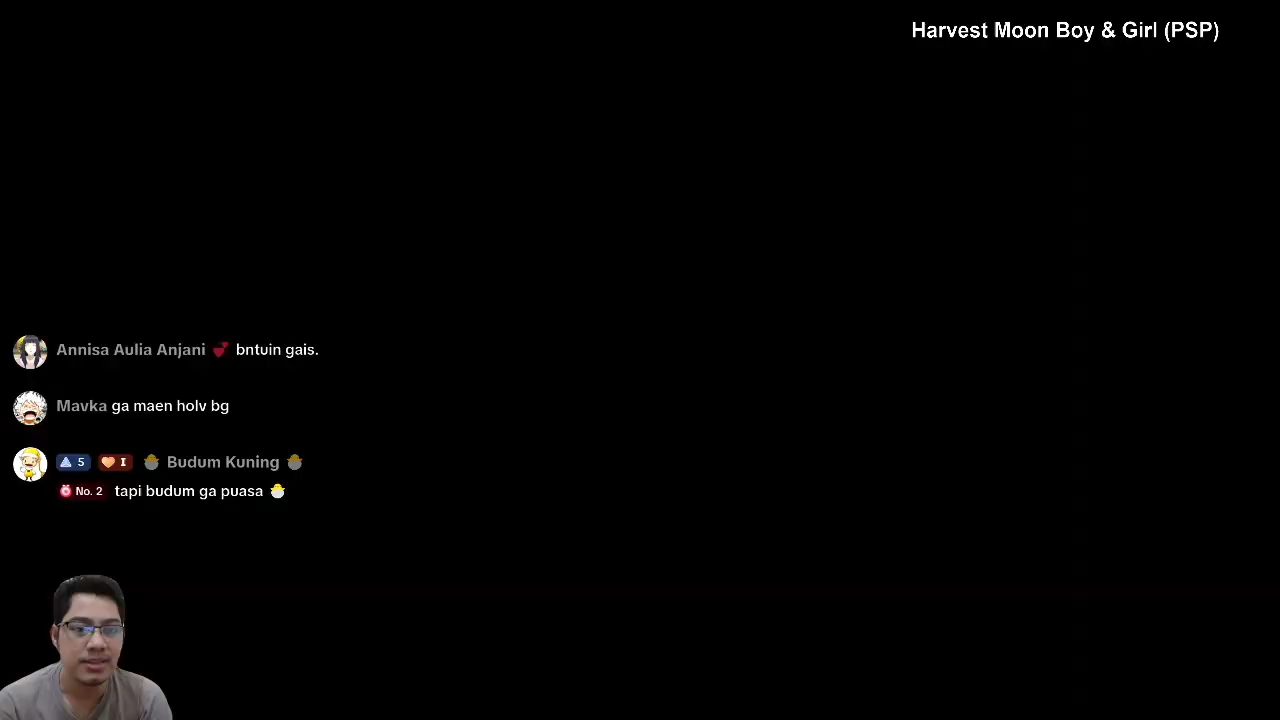 Harvest Moon Boy & Girl (PSP)
Annisa Aulia Anjani 💕 bntuin gais.
Mavka ga maen holv bg
5 I 🐣 Budum Kuning 🐣
No. 2 tapi budum ga puasa 🐣